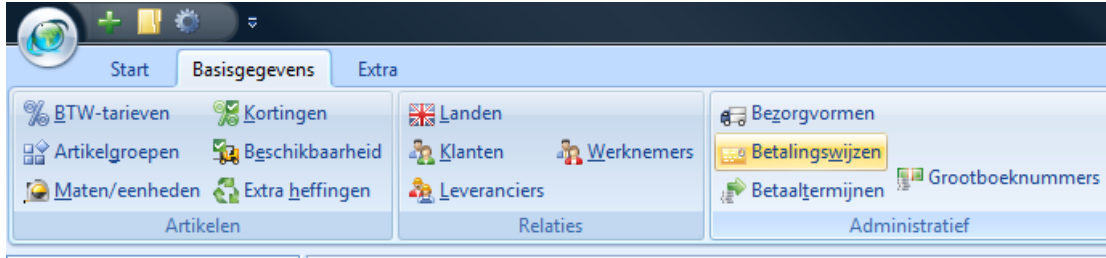 Start Basisgegevens Extra
BTW-tarieven Kortingen
Artikelgroepen Beschikbaarheid
Maten/eenheden Extra heffingen
Artikelen
Landen
Klanten Werknemers
Leveranciers
Relaties
Bezorgvormen
Betalingswijzen
Betaaltermijnen Grootboeknummers
Administratief